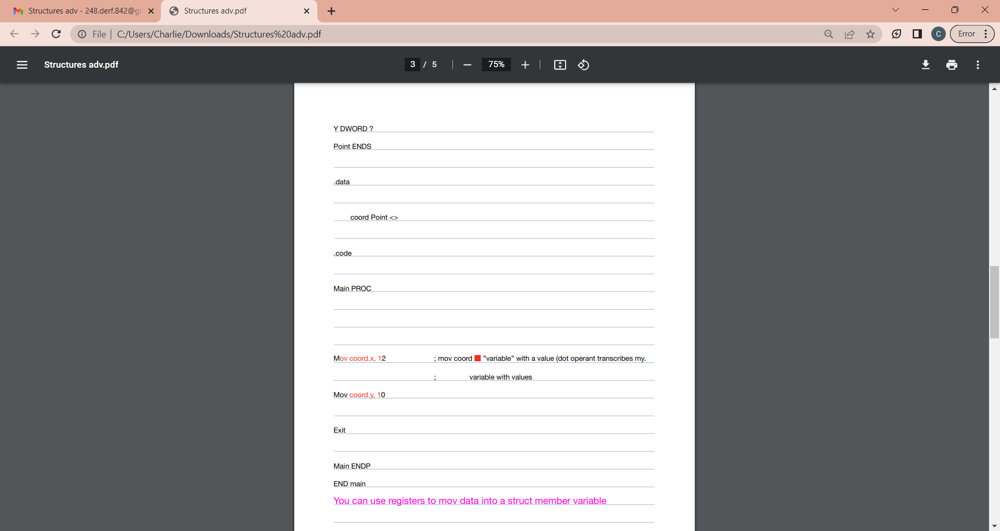 Structures adv - 248.derf.842@gr
Structures adv.pdf
File | C:/Users/Charlie/Downloads/Structures%20adv.pdf
C
Error
Structures adv.pdf
3 / 5
75%
Y DWORD ?
Point ENDS
.data
coord Point <>
.code
Main PROC
Mov coord.x, 12 ; mov coord ”variable” with a value (dot operant transcribes my.
; variable with values
Mov coord.y, 10
Exit
Main ENDP
END main
You can use registers to mov data into a struct member variable